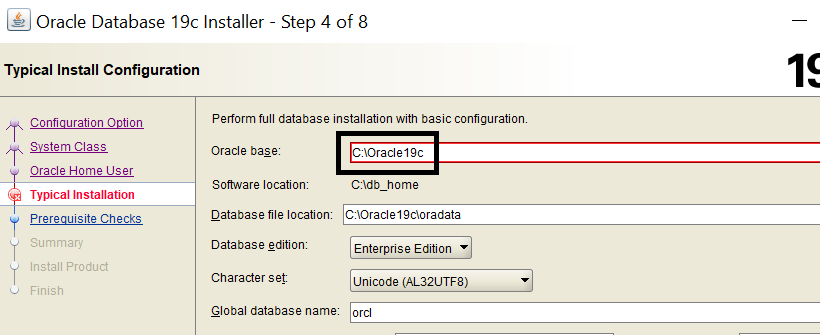 Oracle Database 19c Installer - Step 4 of 8
Typical Install Configuration
19
Configuration Option
System Class
Oracle Home User
Typical Installation
Prerequisite Checks
Summary
Install Product
Finish
Perform full database installation with basic configuration.
Oracle base: C:\Oracle19c
Software location: C:\db_home
Database file location: C:\Oracle19c\oradata
Database edition: Enterprise Edition
Character set: Unicode (AL32UTF8)
Global database name: orcl